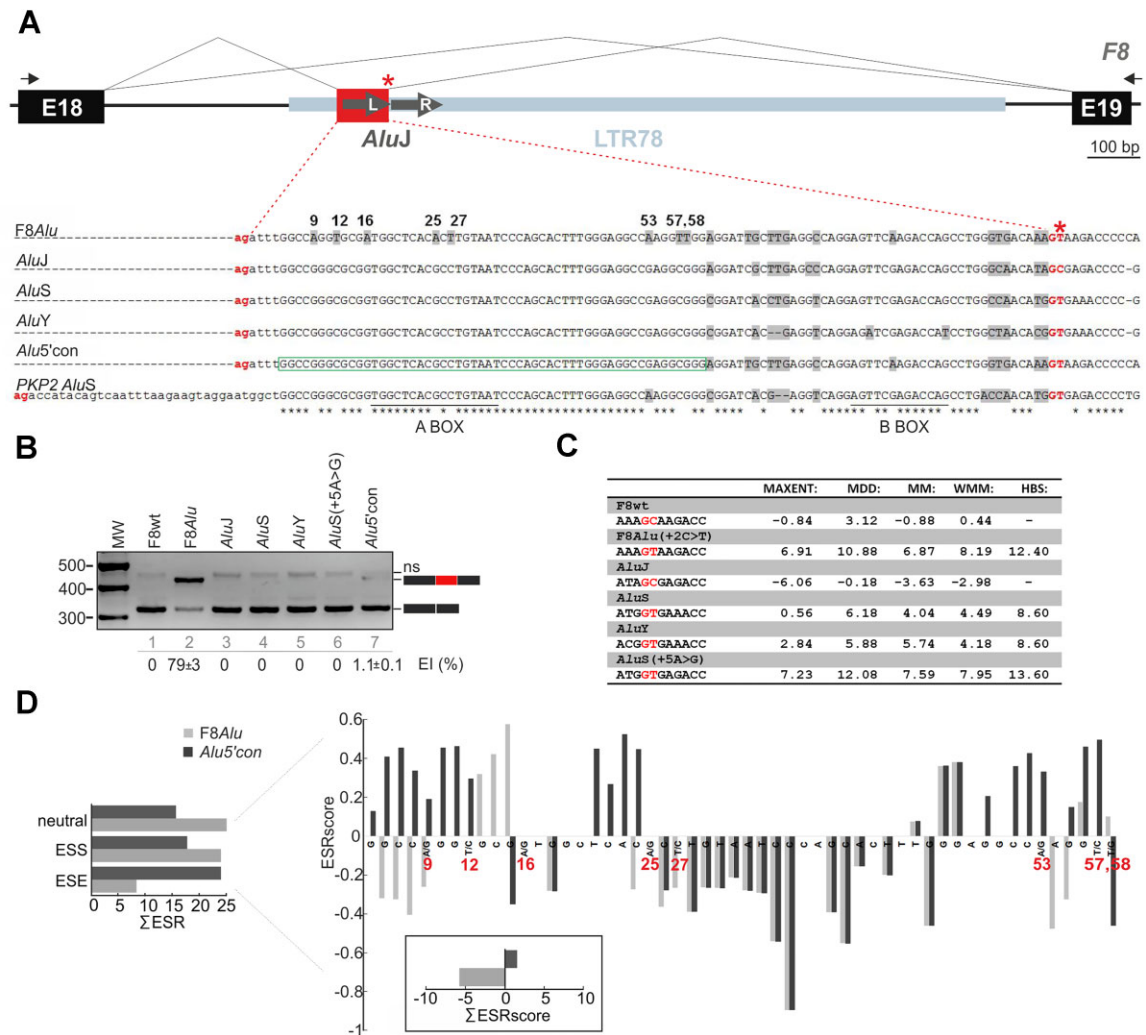 A
F8
E18
L
*
R
E19
AluJ
LTR78
100 bp
9 12 16 25 27 53 57,58 *
F8Alu ------------------agatttGGCCAGGTGCGATGGCTCACACTTGTAATCCCAGCACTTTGGGAGGCCAAGGTTGGAGGATTGCTTGAGGCCAGGAGTTCAAGACCAGCCTGGGTGACAAAGTAAGACCCCCA
AluJ ------------------agatttGGCCGGGCGCGGTGGCTCACGCCTGTAATCCCAGCACTTTGGGAGGCCGAGGCGGGAGGATCGCTTGAGCCCAGGAGTTCGAGACCAGCCTGGGCAACATAGCGAGACCCC-G
AluS ------------------agatttGGCCGGGCGCGGTGGCTCACGCCTGTAATCCCAGCACTTTGGGAGGCCGAGGCGGGCGGATCACCTGAGGTCAGGAGTTCGAGACCAGCCTGGCCAACATGGTGAAACCCC-G
AluY ------------------agatttGGCCGGGCGCGGTGGCTCACGCCTGTAATCCCAGCACTTTGGGAGGCCGAGGCGGGCGGATCAC--GAGGTCAGGAGATCGAGACCATCCTGGCTAACACGGTGAAACCCC-G
Alu5'con ------------------agatttGGCCGGGCGCGGTGGCTCACGCCTGTAATCCCAGCACTTTGGGAGGCCGAGGCGGGAGGATTGCTTGAGGCCAGGAGTTCAAGACCAGCCTGGGTGACAAAGTAAGACCCCCA
PKP2 AluS agaccatacagtcaatttaagaagtaggaatggctGGCCGGGCGCGGTGGCTCACGCCTGTAATCCCAGCACTTTGGGAGGCCAAGGCGGGCGGATCACG--AGGTCAGGAGTTCGAGACCAGCCTGACCAACATGGTGAGACCCCTG
A BOX B BOX
B
MW F8wt F8Alu AluJ AluS AluY AluS(+5A>G) Alu5'con
500
400
300
ns
1 2 3 4 5 6 7
0 79±3 0 0 0 0 1.1±0.1 EI (%)
C
MAXENT: MDD: MM: WMM: HBS:
F8wt
AAAGCAAGACC −0.84 3.12 −0.88 0.44 -
F8Alu(+2C>T)
AAAGTAAGACC 6.91 10.88 6.87 8.19 12.40
AluJ
ATAGCGAGACC −6.06 −0.18 −3.63 −2.98 -
AluS
ATGGTGAAACC 0.56 6.18 4.04 4.49 8.60
AluY
ACGGTGAAACC 2.84 5.88 5.74 4.18 8.60
AluS(+5A>G)
ATGGTGAGACC 7.23 12.08 7.59 7.95 13.60
D
F8Alu
Alu5'con
neutral
ESS
ESE
0 5 10 15 20 25
ΣESR
ESRscore
0.6
0.4
0.2
0
-0.2
-0.4
-0.6
-0.8
-1
G G C C A/G G G T/C G C G A/G T G G C T C A C A/G C T/C T G T A A T C C C A G C A C T T T G G G A G G C C A/G A G G T/C T/C G
9 12 16 25 27 53 57,58
-10 -5 0 5 10
ΣESRscore